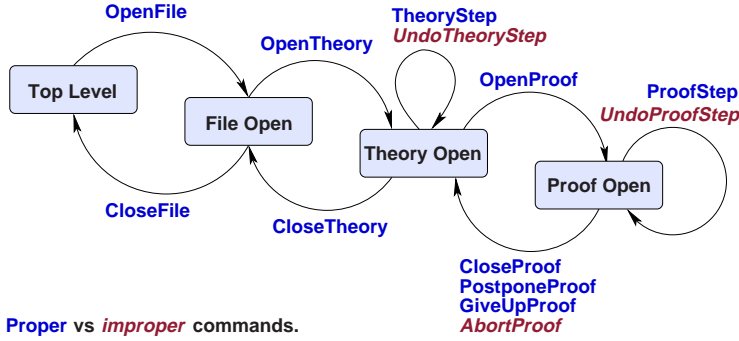 OpenFile
TheoryStep
UndoTheoryStep
OpenTheory
OpenProof
ProofStep
UndoProofStep
Top Level
File Open
Theory Open
Proof Open
CloseFile
CloseTheory
CloseProof
PostponeProof
GiveUpProof
AbortProof
Proper vs improper commands.